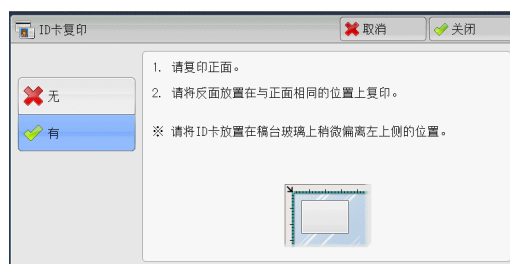 ID卡复印
取消
关闭
无
有
1. 请复印正面。
2. 请将反面放置在与正面相同的位置上复印。
※ 请将ID卡放置在稿台玻璃上稍微偏离左上侧的位置。